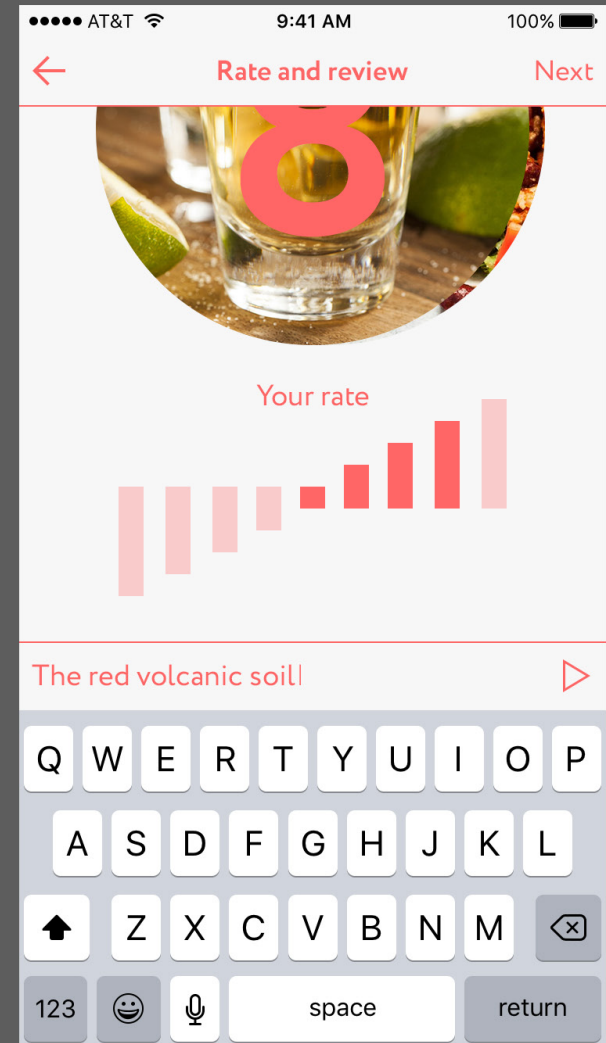 AT&T 9:41 AM 100%
Rate and review Next
8
Your rate
The red volcanic soil
Q W E R T Y U I O P
A S D F G H J K L
Z X C V B N M
123 space return